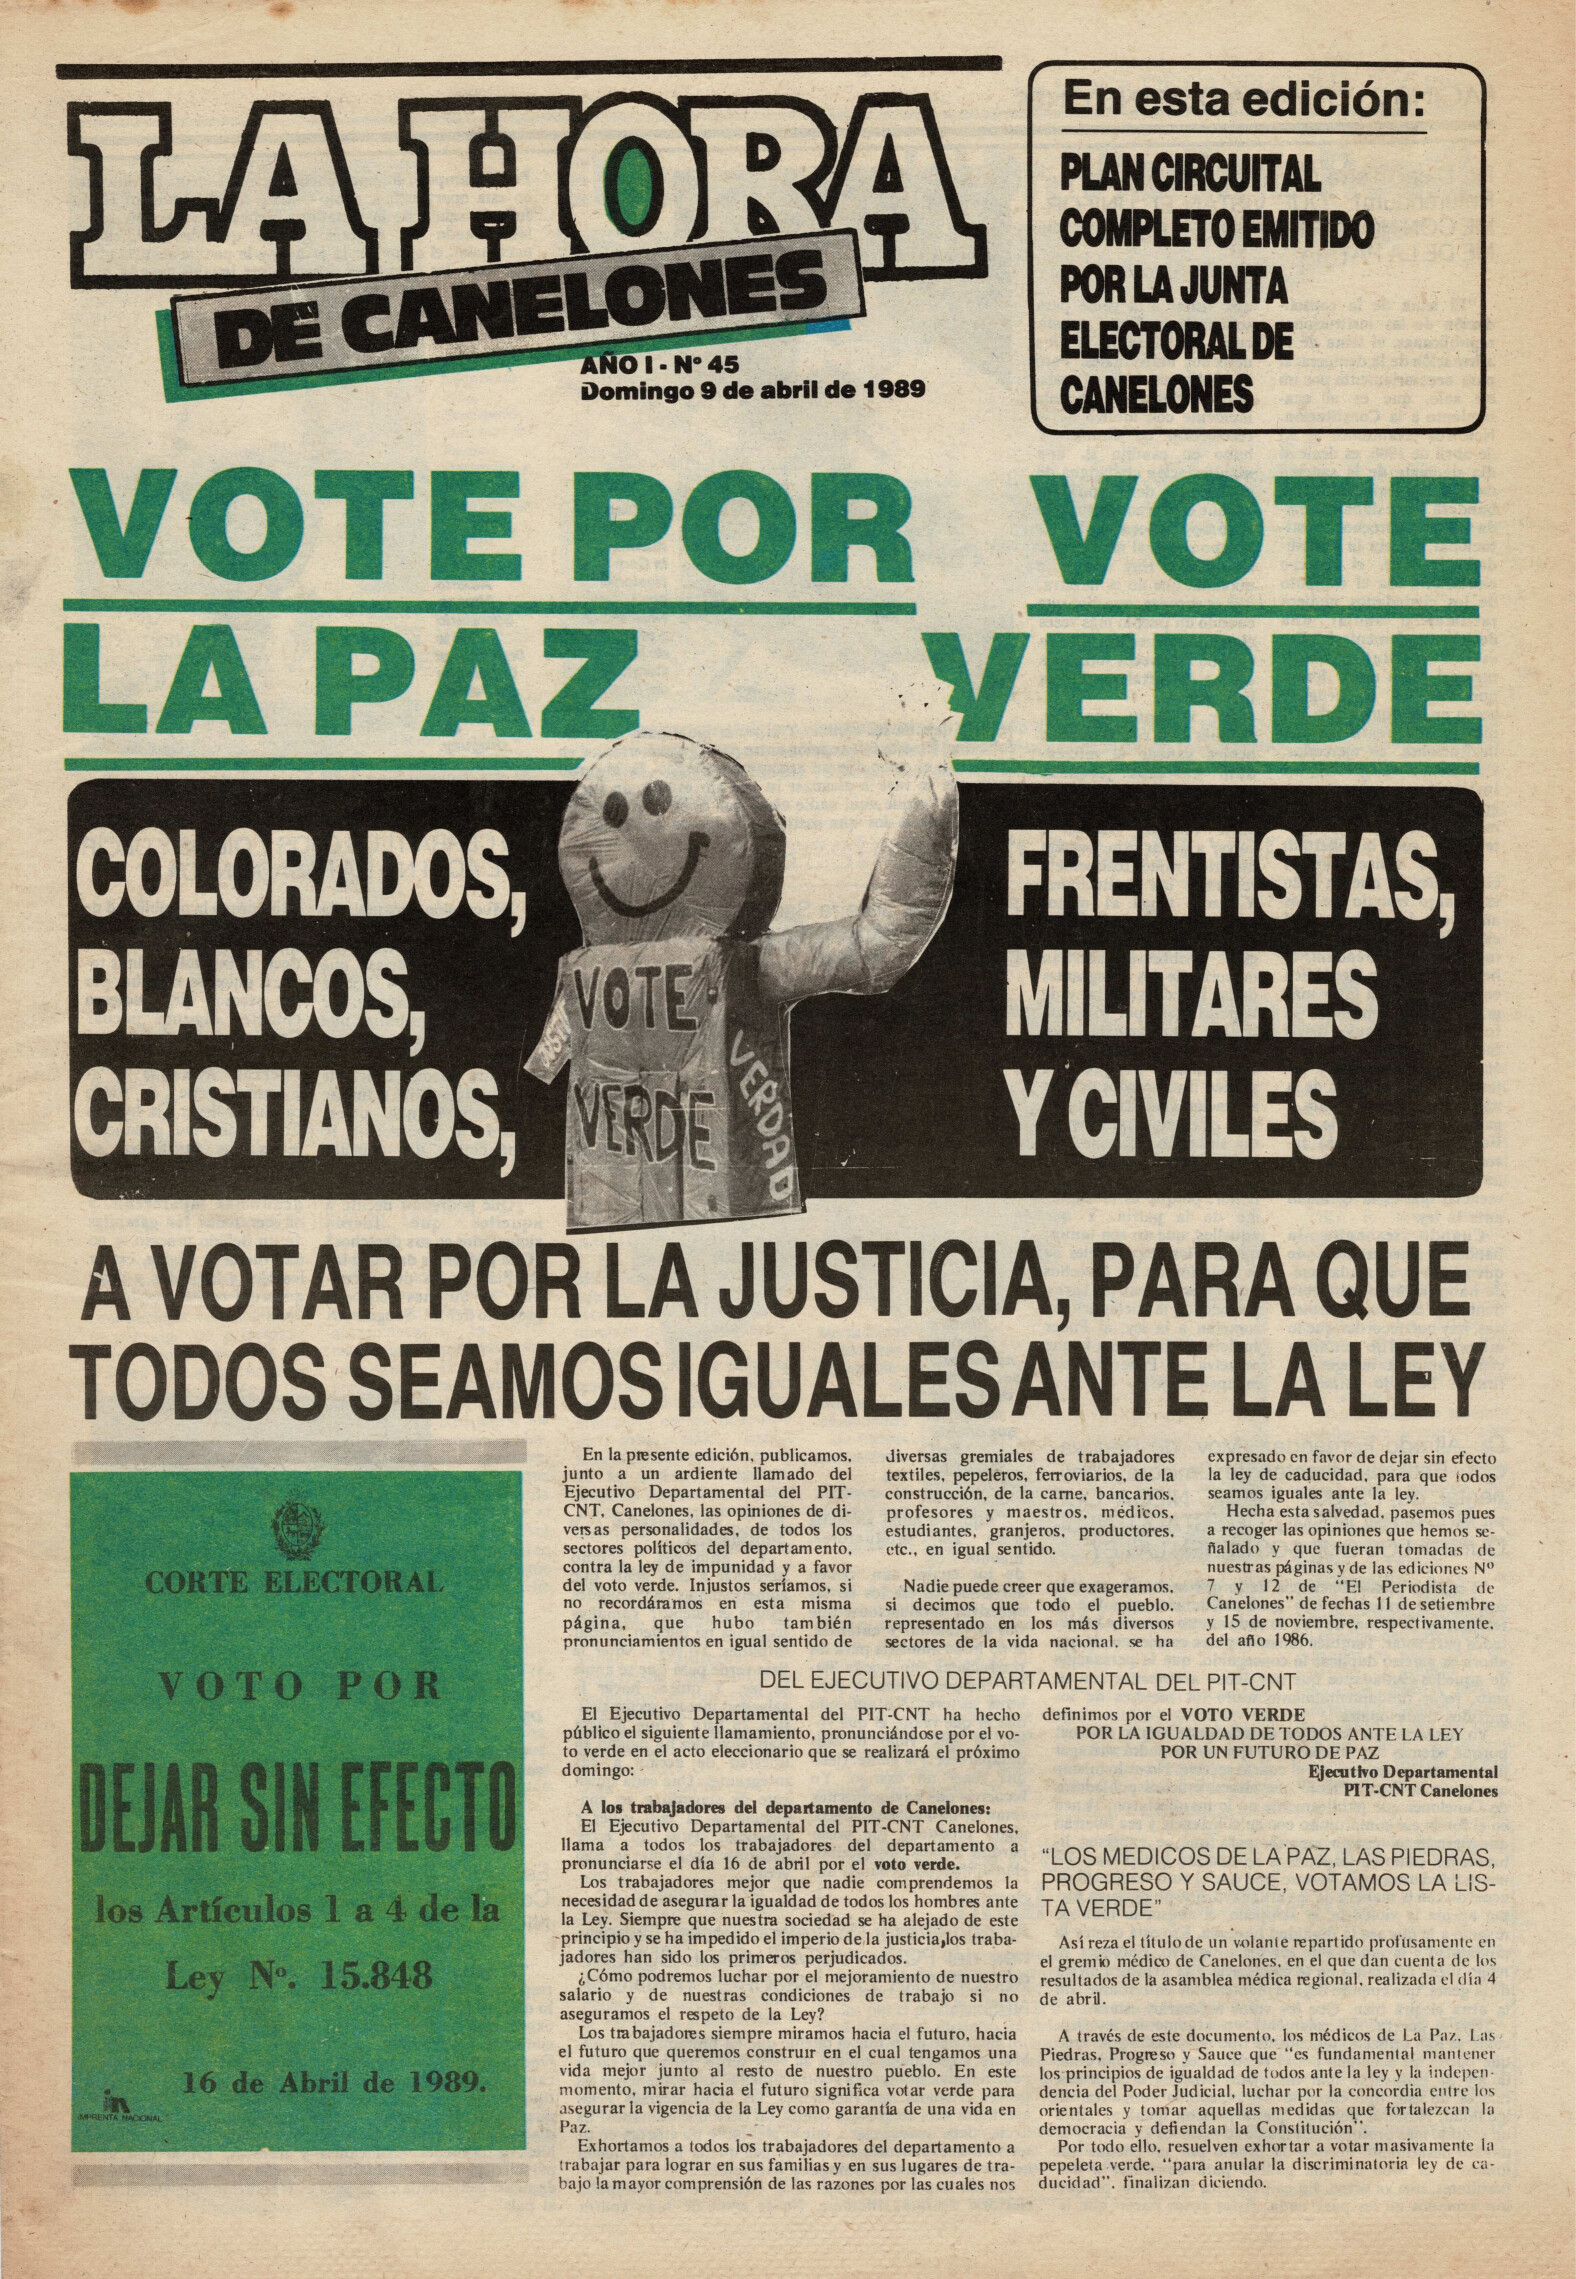 LA HORA
DE CANELONES
AÑO I - Nº 45
Domingo 9 de abril de 1989
En esta edición:
PLAN CIRCUITAL
COMPLETO EMITIDO
POR LA JUNTA
ELECTORAL DE
CANELONES
VOTE POR
LA PAZ
VOTE
VERDE
COLORADOS,
BLANCOS,
CRISTIANOS,
VOTE
VERDE
VERDAD
FRENTISTAS,
MILITARES
Y CIVILES
A VOTAR POR LA JUSTICIA, PARA QUE
TODOS SEAMOS IGUALES ANTE LA LEY
CORTE ELECTORAL
VOTO POR
DEJAR SIN EFECTO
los Artículos 1 a 4 de la
Ley Nº. 15.848
16 de Abril de 1989.
in
IMPRENTA NACIONAL
En la presente edición, publicamos,
junto a un ardiente llamado del
Ejecutivo Departamental del PIT-
CNT, Canelones, las opiniones de di-
versas personalidades, de todos los
sectores políticos del departamento,
contra la ley de impunidad y a favor
del voto verde. Injustos seríamos, si
no recordáramos en esta misma
página, que hubo también
pronunciamientos en igual sentido de
diversas gremiales de trabajadores
textiles, pepeleros, ferroviarios, de la
construcción, de la carne, bancarios,
profesores y maestros, médicos,
estudiantes, granjeros, productores,
etc., en igual sentido.
Nadie puede creer que exageramos,
si decimos que todo el pueblo,
representado en los más diversos
sectores de la vida nacional, se ha
expresado en favor de dejar sin efecto
la ley de caducidad, para que todos
seamos iguales ante la ley.
Hecha esta salvedad, pasemos pues
a recoger las opiniones que hemos se-
ñalado y que fueran tomadas de
nuestras páginas y de las ediciones Nº
7 y 12 de "El Periodista de
Canelones" de fechas 11 de setiembre
y 15 de noviembre, respectivamente,
del año 1986.
DEL EJECUTIVO DEPARTAMENTAL DEL PIT-CNT
El Ejecutivo Departamental del PIT-CNT ha hecho
público el siguiente llamamiento, pronunciándose por el vo-
to verde en el acto eleccionario que se realizará el próximo
domingo:
A los trabajadores del departamento de Canelones:
El Ejecutivo Departamental del PIT-CNT Canelones,
llama a todos los trabajadores del departamento a
pronunciarse el día 16 de abril por el voto verde.
Los trabajadores mejor que nadie comprendemos la
necesidad de asegurar la igualdad de todos los hombres ante
la Ley. Siempre que nuestra sociedad se ha alejado de este
principio y se ha impedido el imperio de la justicia, los traba-
jadores han sido los primeros perjudicados.
¿Cómo podremos luchar por el mejoramiento de nuestro
salario y de nuestras condiciones de trabajo si no
aseguramos el respeto de la Ley?
Los trabajadores siempre miramos hacia el futuro, hacia
el futuro que queremos construir en el cual tengamos una
vida mejor junto al resto de nuestro pueblo. En este
momento, mirar hacia el futuro significa votar verde para
asegurar la vigencia de la Ley como garantía de una vida en
Paz.
Exhortamos a todos los trabajadores del departamento a
trabajar para lograr en sus familias y en sus lugares de tra-
bajo la mayor comprensión de las razones por las cuales nos
definimos por el VOTO VERDE
POR LA IGUALDAD DE TODOS ANTE LA LEY
POR UN FUTURO DE PAZ
Ejecutivo Departamental
PIT-CNT Canelones
"LOS MEDICOS DE LA PAZ, LAS PIEDRAS,
PROGRESO Y SAUCE, VOTAMOS LA LIS-
TA VERDE"
Así reza el título de un volante repartido profusamente en
el gremio médico de Canelones, en el que dan cuenta de los
resultados de la asamblea médica regional, realizada el día 4
de abril.
A través de este documento, los médicos de La Paz, Las
Piedras, Progreso y Sauce que "es fundamental mantener
los principios de igualdad de todos ante la ley y la indepen-
dencia del Poder Judicial, luchar por la concordia entre los
orientales y tomar aquellas medidas que fortalezcan la
democracia y defiendan la Constitución".
Por todo ello, resuelven exhortar a votar masivamente la
pepeleta verde, "para anular la discriminatoria ley de ca-
ducidad", finalizan diciendo.